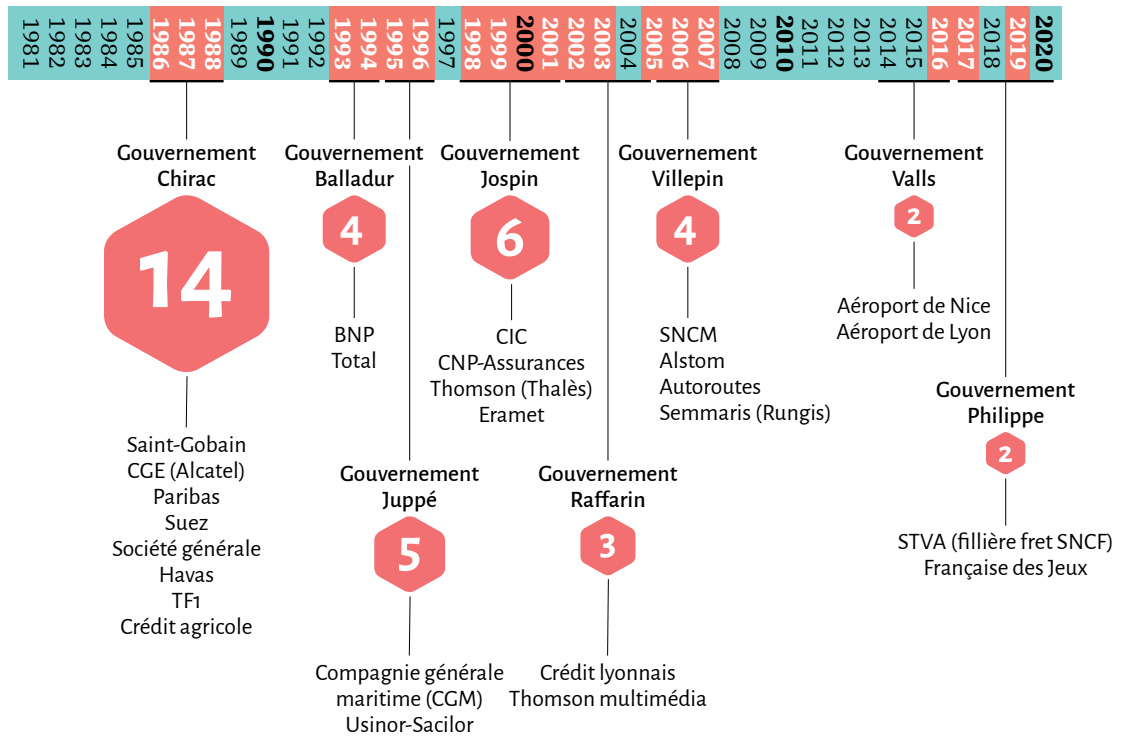 1981
1982
1983
1984
1985
1986
1987
1988
1989
1990
1991
1992
1993
1994
1995
1996
1997
1998
1999
2000
2001
2002
2003
2004
2005
2006
2007
2008
2009
2010
2011
2012
2013
2014
2015
2016
2017
2018
2019
2020
Gouvernement
Chirac
14
Saint-Gobain
CGE (Alcatel)
Paribas
Suez
Société générale
Havas
TF1
Crédit agricole
Gouvernement
Balladur
4
BNP
Total
Gouvernement
Juppé
5
Compagnie générale
maritime (CGM)
Usinor-Sacilor
Gouvernement
Jospin
6
CIC
CNP-Assurances
Thomson (Thalès)
Eramet
Gouvernement
Raffarin
3
Crédit lyonnais
Thomson multimédia
Gouvernement
Villepin
4
SNCM
Alstom
Autoroutes
Semmaris (Rungis)
Gouvernement
Valls
2
Aéroport de Nice
Aéroport de Lyon
Gouvernement
Philippe
2
STVA (fillière fret SNCF)
Française des Jeux